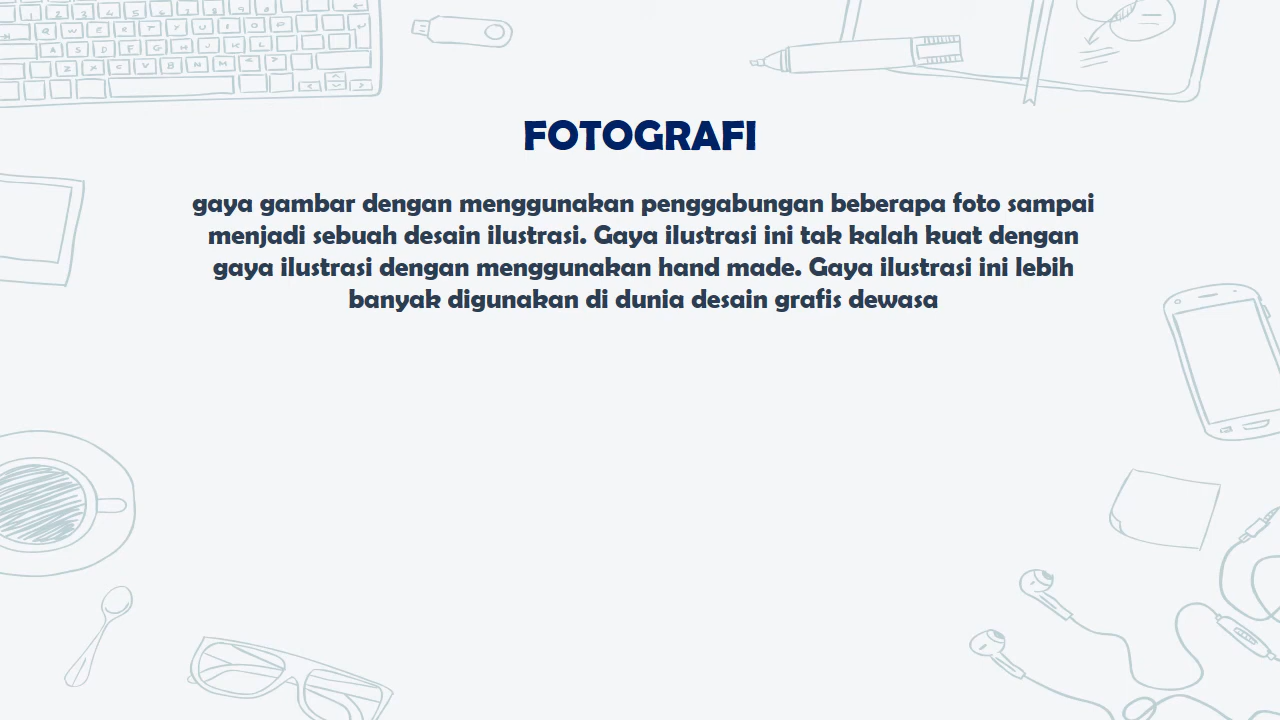 FOTOGRAFI
gaya gambar dengan menggunakan penggabungan beberapa foto sampai
menjadi sebuah desain ilustrasi. Gaya ilustrasi ini tak kalah kuat dengan
gaya ilustrasi dengan menggunakan hand made. Gaya ilustrasi ini lebih
banyak digunakan di dunia desain grafis dewasa